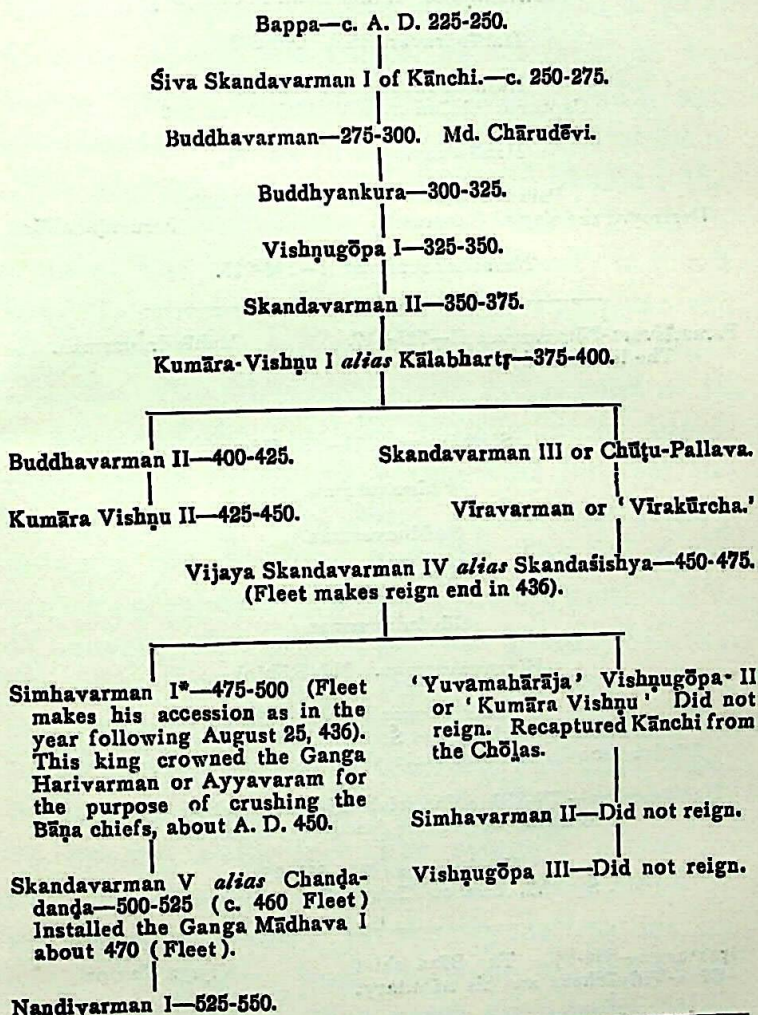 Bappa—c. A. D. 225-250.
Śiva Skandavarman I of Kānchi.—c. 250-275.
Buddhavarman—275-300. Md. Chārudēvi.
Buddhyankura—300-325.
Vishṇugōpa I—325-350.
Skandavarman II—350-375.
Kumāra-Vishṇu I alias Kālabhartṛ—375-400.
Buddhavarman II—400-425.
Kumāra Vishṇu II—425-450.
Skandavarman III or Chūṭu-Pallava.
Vīravarman or ‘Vīrakūrcha.’
Vijaya Skandavarman IV alias Skandaśishya—450-475.
(Fleet makes reign end in 436).
Simhavarman I*—475-500 (Fleet
makes his accession as in the
year following August 25, 436).
This king crowned the Ganga
Harivarman or Ayyavaram for
the purpose of crushing the
Bāṇa chiefs, about A. D. 450.
Skandavarman V alias Chaṇḍa-
danḍa—500-525 (c. 460 Fleet)
Installed the Ganga Mādhava I
about 470 (Fleet).
Nandivarman I—525-550.
‘Yuvamahārāja’ Vishṇugōpa-II
or ‘Kumāra Vishṇu’ Did not
reign. Recaptured Kānchi from
the Chōlas.
Simhavarman II—Did not reign.
Vishṇugōpa III—Did not reign.